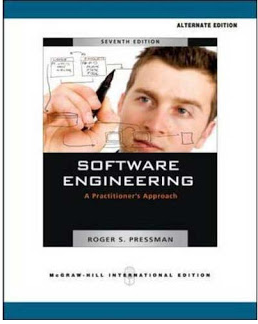 ALTERNATE EDITION
SEVENTH EDITION
SOFTWARE
ENGINEERING
A Practitioner's Approach
ROGER S. PRESSMAN
McGRAW-HILL INTERNATIONAL EDITION